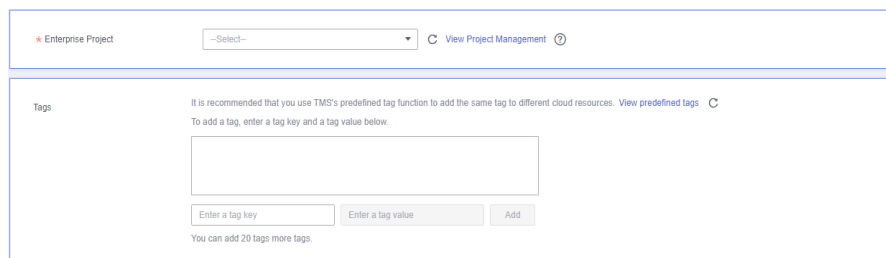 * Enterprise Project
--Select--
View Project Management ?
Tags
It is recommended that you use TMS's predefined tag function to add the same tag to different cloud resources. View predefined tags
To add a tag, enter a tag key and a tag value below.
Enter a tag key
Enter a tag value
Add
You can add 20 tags more tags.